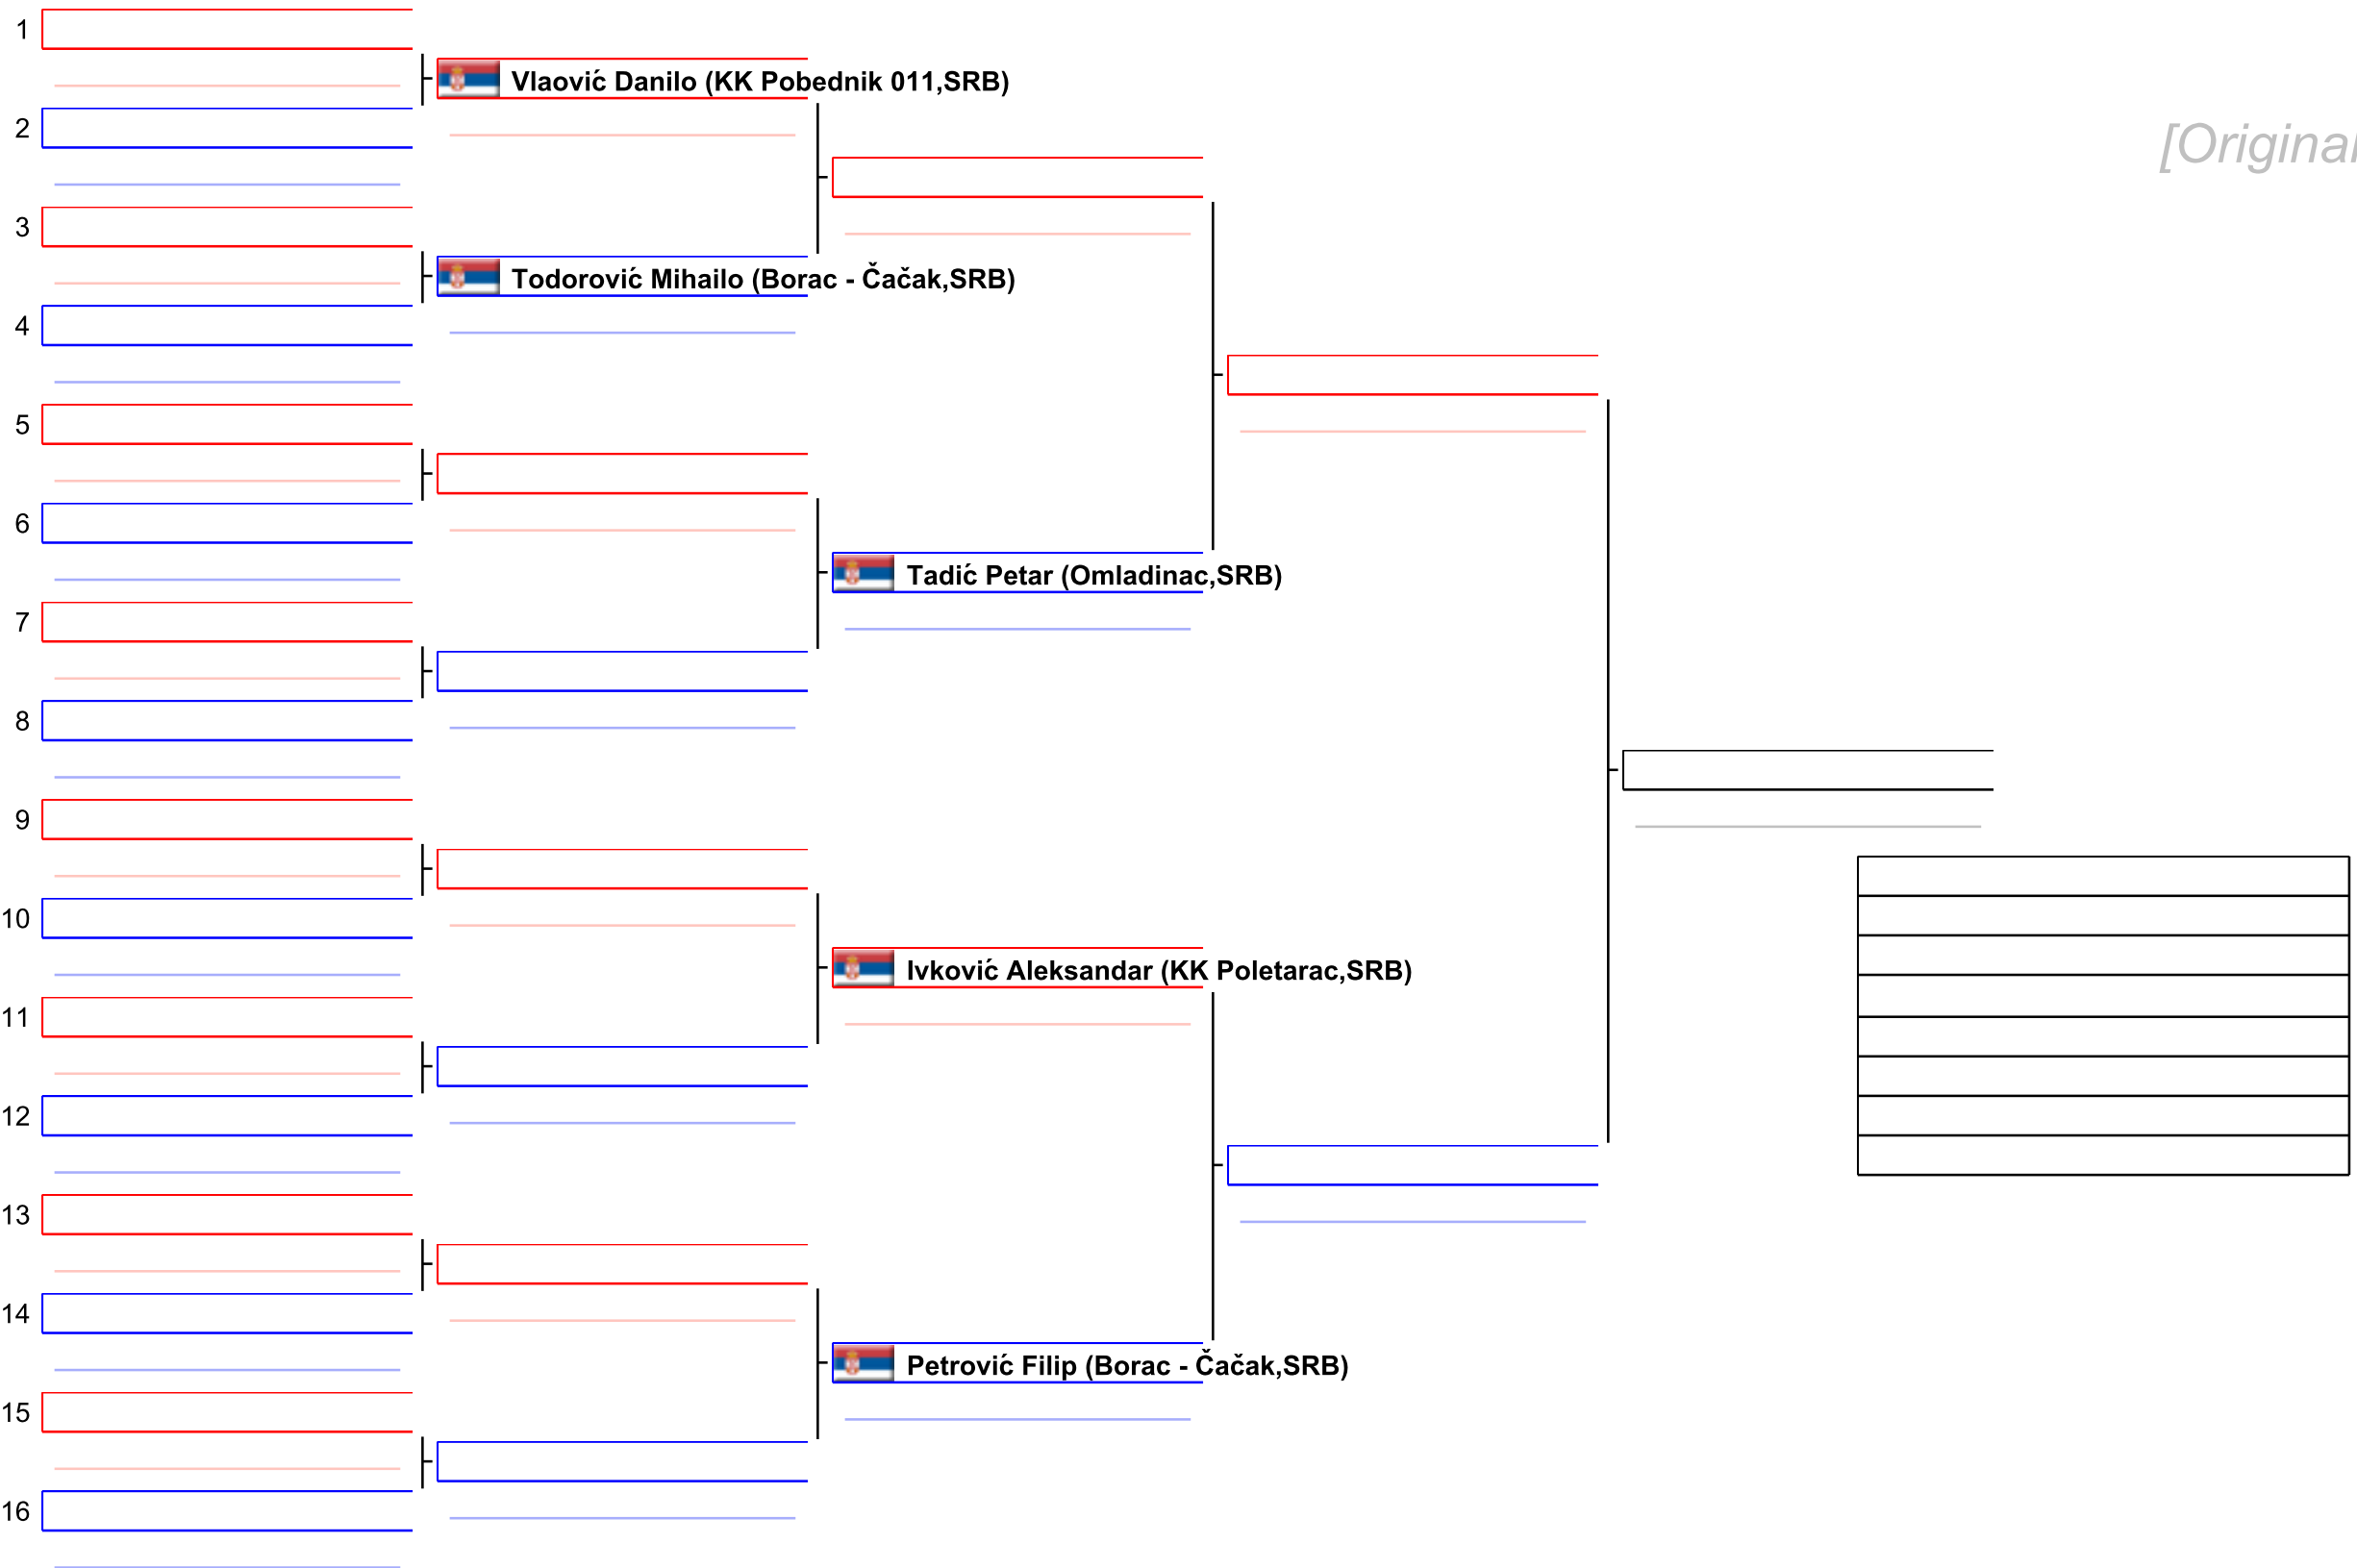 1
Vlaović Danilo (KK Pobednik 011,SRB)
2
[Original
3
Todorović Mihailo (Borac - Čačak,SRB)
4
5
6
Tadić Petar (Omladinac,SRB)
7
8
9
10
Ivković Aleksandar (KK Poletarac,SRB)
11
12
13
14
Petrović Filip (Borac - Čačak,SRB)
15
16